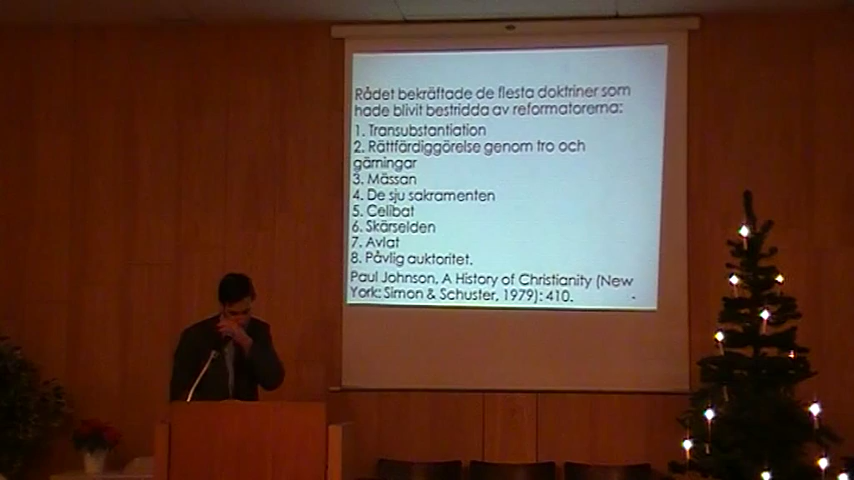 Rådet bekräftade de flesta doktriner som
hade blivit bestridda av reformatorerna:
1. Transubstantiation
2. Rättfärdiggörelse genom tro och
gärningar
3. Mässan
4. De sju sakramenten
5. Celibat
6. Skärselden
7. Avlat
8. Påvlig auktoritet.
Paul Johnson, A History of Christianity (New
York: Simon & Schuster, 1979): 410.